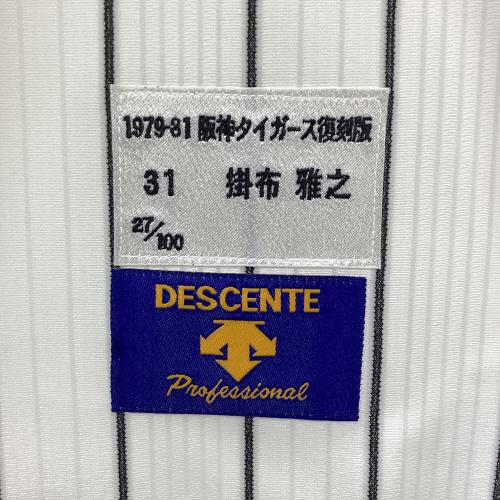 1979-81 阪神タイガース復刻版
31 掛布 雅之
27/100
DESCENTE
Professional